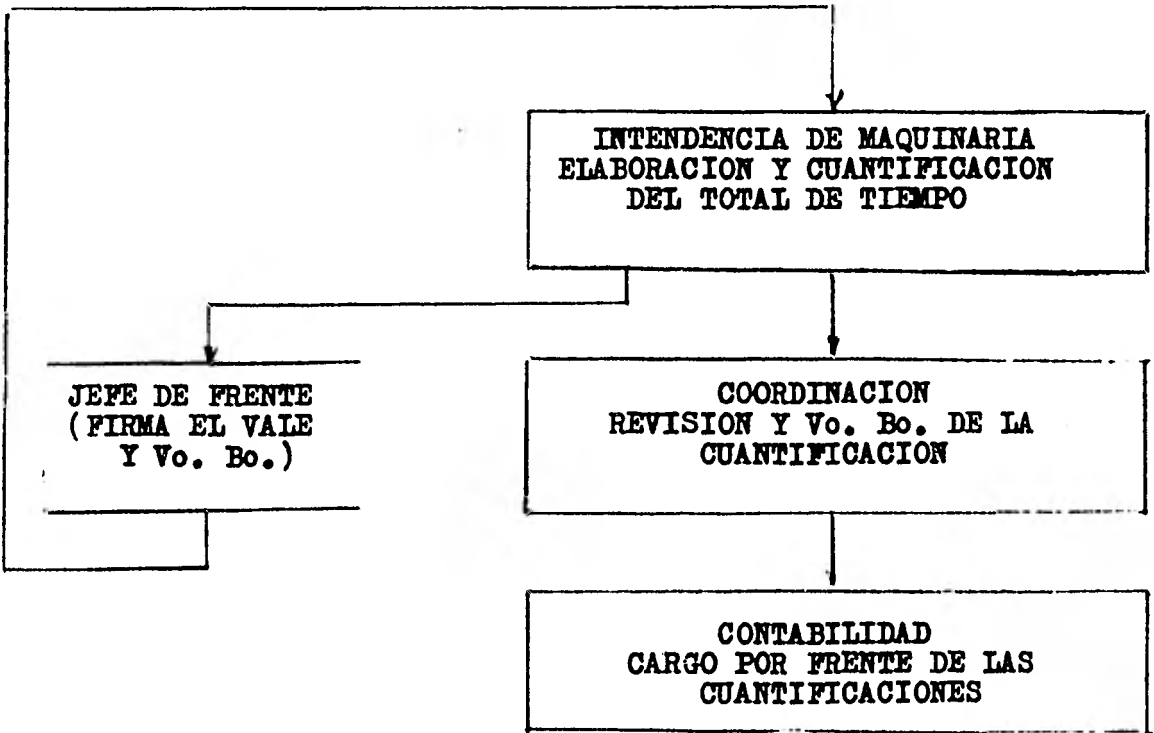 INTENDENCIA DE MAQUINARIA
ELABORACION Y CUANTIFICACION
DEL TOTAL DE TIEMPO
JEFE DE FRENTE
(FIRMA EL VALE
Y Vo. Bo.)
COORDINACION
REVISION Y Vo. Bo. DE LA
CUANTIFICACION
CONTABILIDAD
CARGO POR FRENTE DE LAS
CUANTIFICACIONES